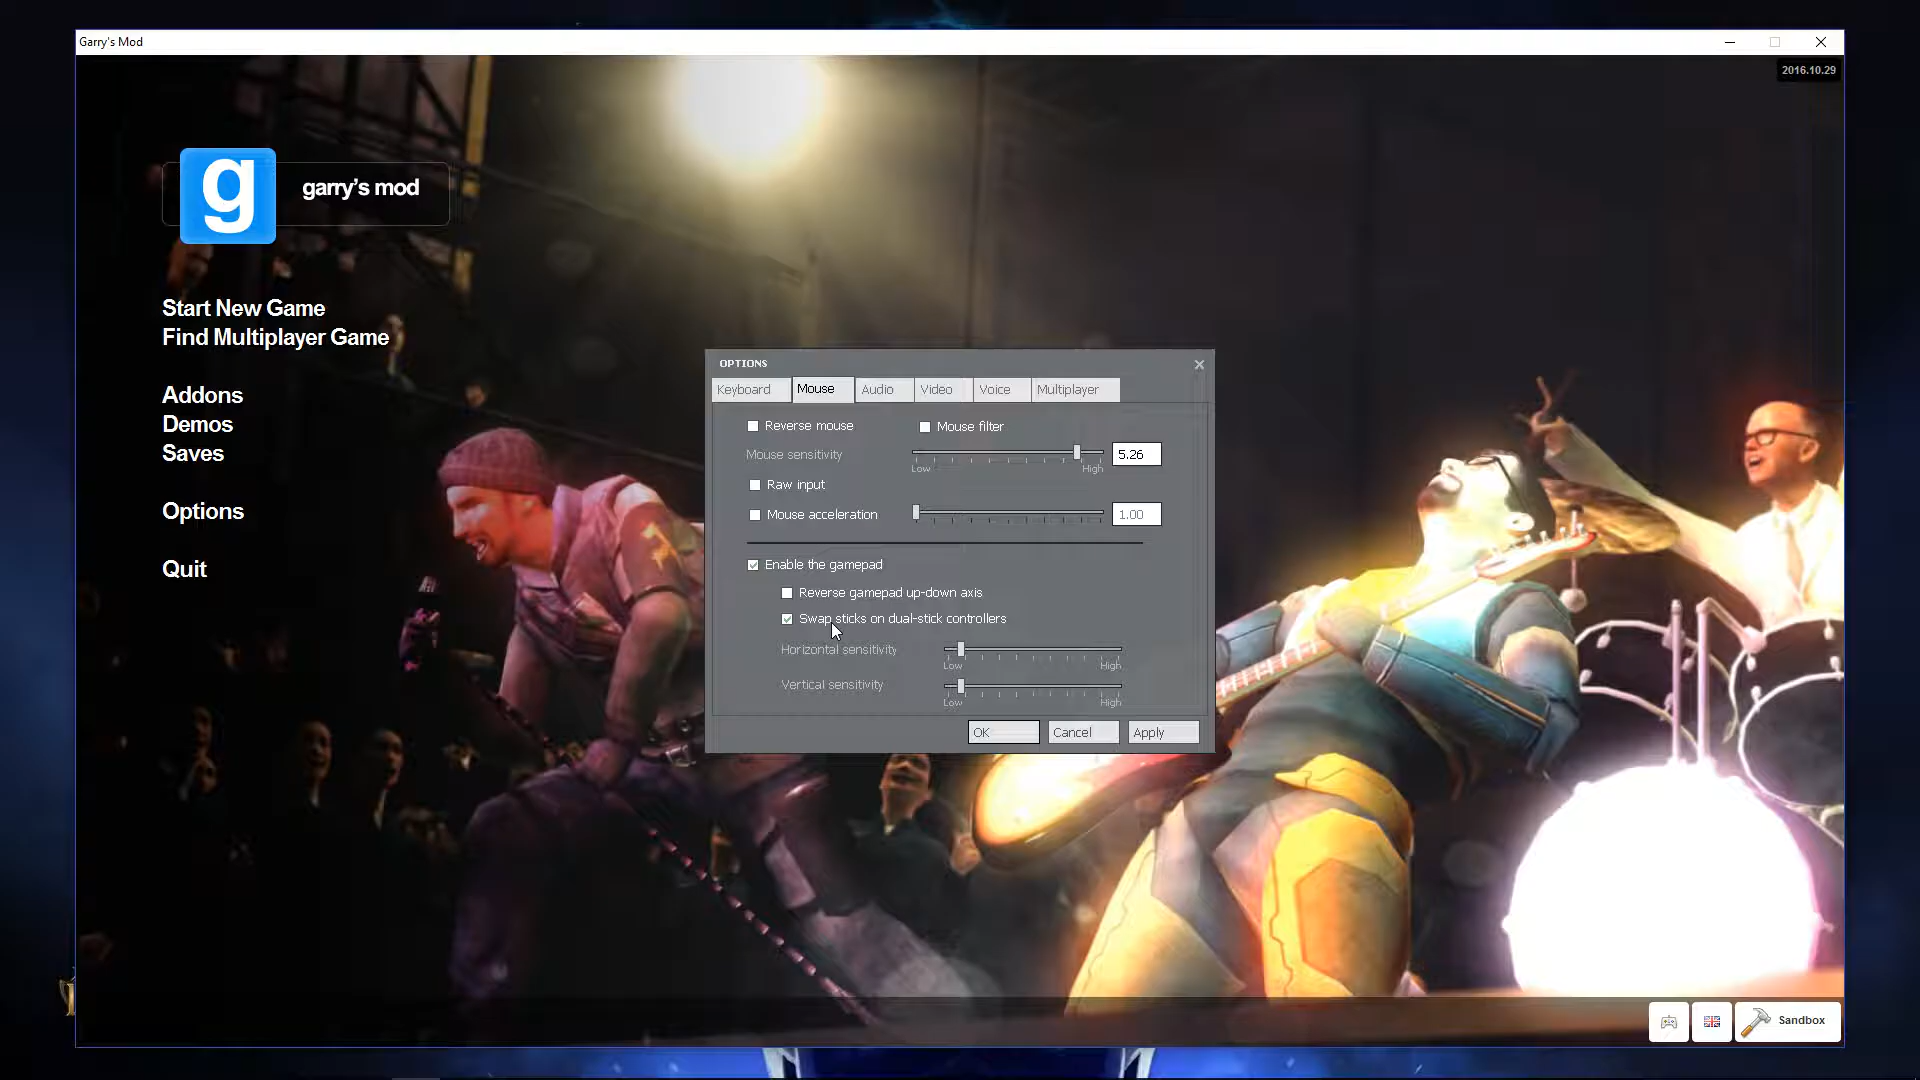 Garry's Mod
2016.10.29
g
garry's mod
Start New Game
Find Multiplayer Game
Addons
Demos
Saves
Options
Quit
OPTIONS
Keyboard Mouse Audio Video Voice Multiplayer
Reverse mouse Mouse filter
Mouse sensitivity 5.26
Low High
Raw input
Mouse acceleration 1.00
Enable the gamepad
Reverse gamepad up-down axis
Swap sticks on dual-stick controllers
Horizontal sensitivity
Low High
Vertical sensitivity
Low High
OK Cancel Apply
Sandbox